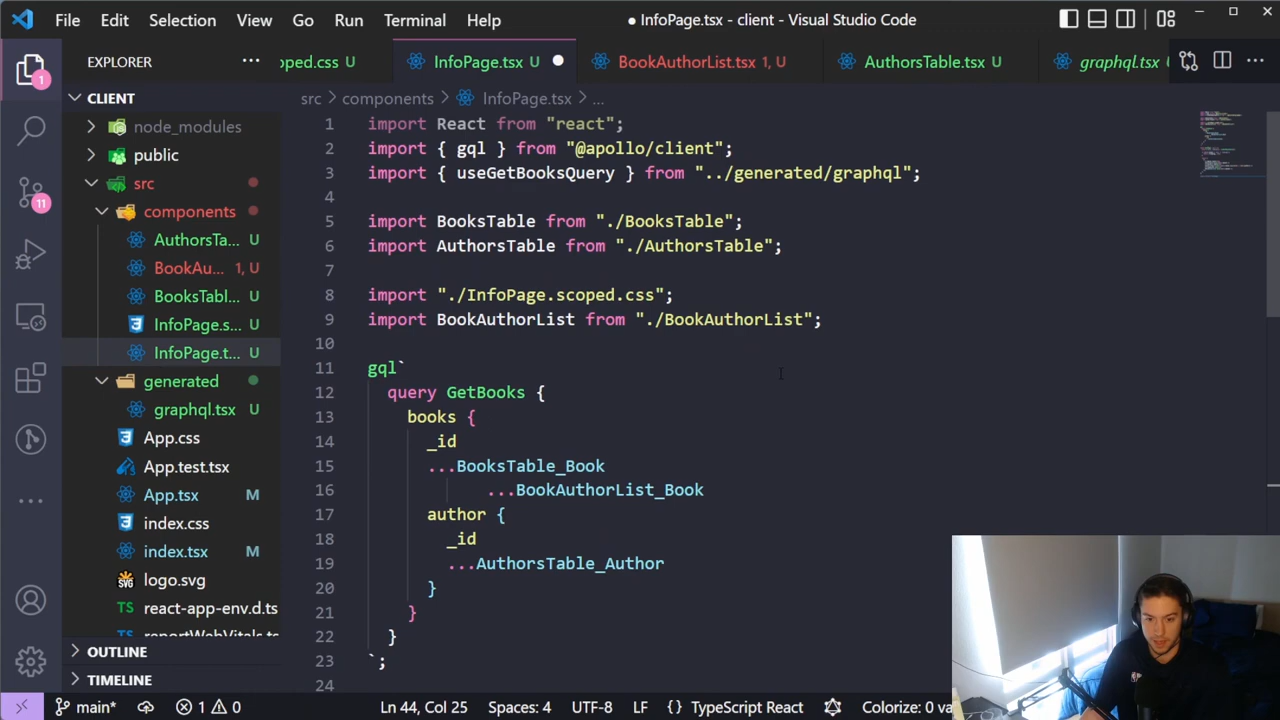 File Edit Selection View Go Run Terminal Help
● InfoPage.tsx - client - Visual Studio Code
EXPLORER ...
oped.css U
InfoPage.tsx U
BookAuthorList.tsx 1, U
AuthorsTable.tsx U
graphql.tsx U
1
11
CLIENT
node_modules
public
src
components
AuthorsTa... U
BookAu... 1, U
BooksTabl... U
InfoPage.s... U
InfoPage.t... U
generated
graphql.tsx U
App.css
App.test.tsx
App.tsx M
index.css
index.tsx M
logo.svg
react-app-env.d.ts
reportWebVitals.ts
OUTLINE
TIMELINE
src > components > InfoPage.tsx > ...
1 import React from "react";
2 import { gql } from "@apollo/client";
3 import { useGetBooksQuery } from "../generated/graphql";
4
5 import BooksTable from "./BooksTable";
6 import AuthorsTable from "./AuthorsTable";
7
8 import "./InfoPage.scoped.css";
9 import BookAuthorList from "./BookAuthorList";
10
11 gql`
12 query GetBooks {
13 books {
14 _id
15 ...BooksTable_Book
16 ...BookAuthorList_Book
17 author {
18 _id
19 ...AuthorsTable_Author
20 }
21 }
22 }
23 `;
24
main* 1 0 Ln 44, Col 25 Spaces: 4 UTF-8 LF {} TypeScript React Colorize: 0 va